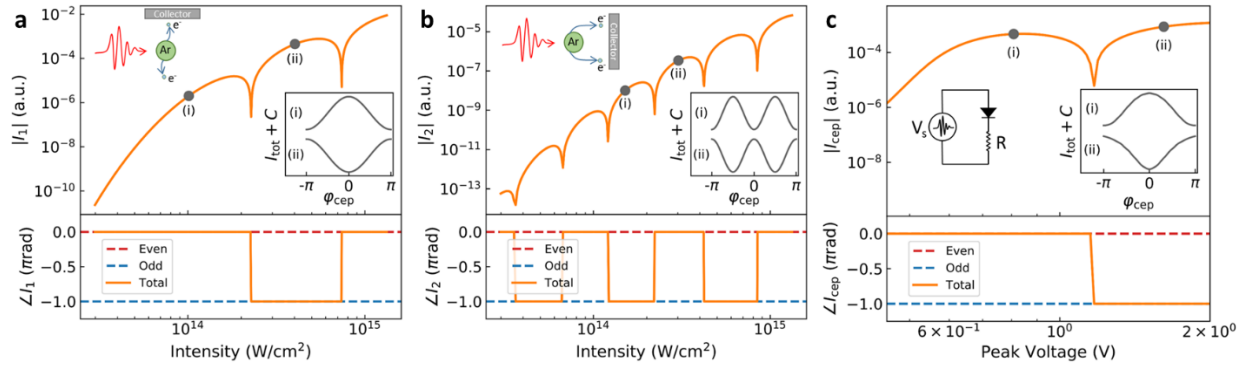 a
Collector
e⁻
Ar
e⁻
(i)
(ii)
10⁻²
10⁻⁴
10⁻⁶
10⁻⁸
10⁻¹⁰
|I₁| (a.u.)
(i)
(ii)
I_tot + C
-π 0 π
φ_cep
0.0
−0.5
−1.0
∠I₁ (πrad)
Even
Odd
Total
10¹⁴ 10¹⁵
Intensity (W/cm²)
b
Collector
e⁻
Ar
e⁻
(i)
(ii)
10⁻¹
10⁻⁴
10⁻⁷
10⁻¹⁰
10⁻¹³
|I₂| (a.u.)
(i)
(ii)
I_tot + C
-π 0 π
φ_cep
0.0
−0.5
−1.0
∠I₂ (πrad)
Even
Odd
Total
10¹⁴ 10¹⁵
Intensity (W/cm²)
c
(i)
(ii)
10⁻²
10⁻⁴
10⁻⁶
10⁻⁸
|I_cep| (a.u.)
V_s
R
(i)
(ii)
I_tot + C
-π 0 π
φ_cep
0.0
−0.5
−1.0
∠I_cep (πrad)
Even
Odd
Total
6 × 10⁻¹ 10⁰ 2 × 10⁰
Peak Voltage (V)